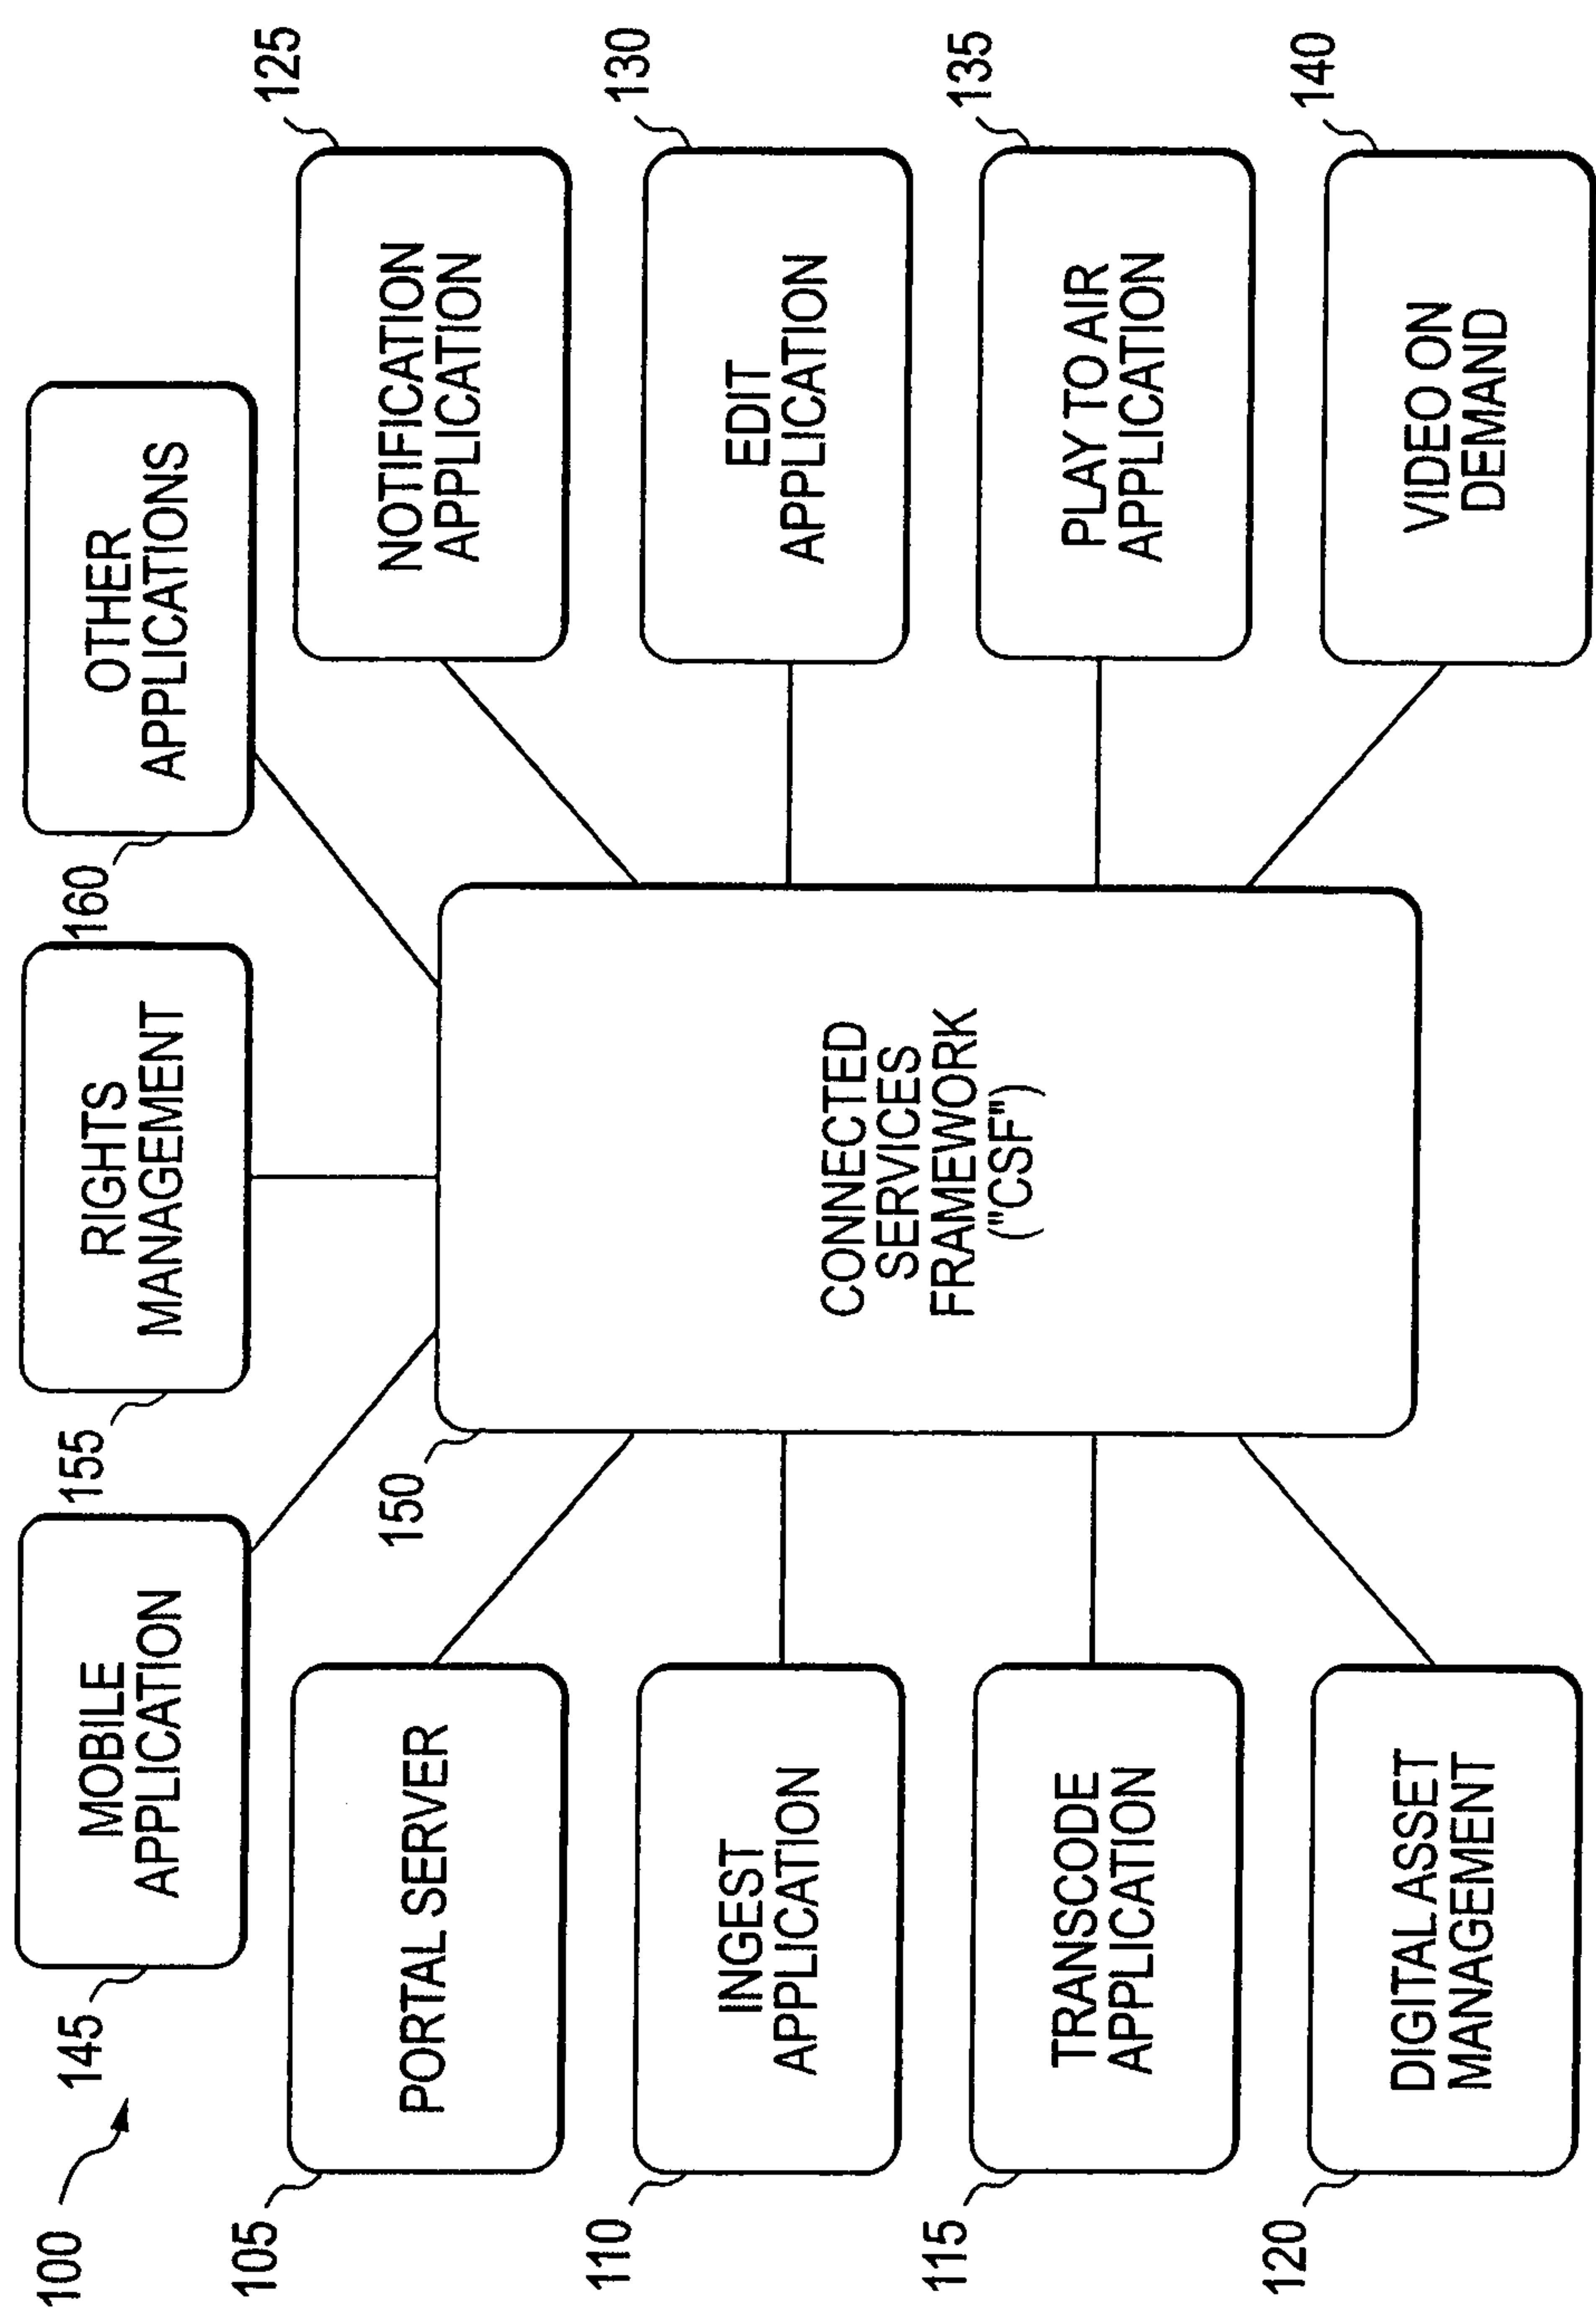 100
145
MOBILE
APPLICATION
155
RIGHTS
MANAGEMENT
160
OTHER
APPLICATIONS
105
PORTAL SERVER
150
CONNECTED
SERVICES
FRAMEWORK
("CSF")
125
NOTIFICATION
APPLICATION
110
INGEST
APPLICATION
130
EDIT
APPLICATION
115
TRANSCODE
APPLICATION
135
PLAY TO AIR
APPLICATION
120
DIGITAL ASSET
MANAGEMENT
140
VIDEO ON
DEMAND